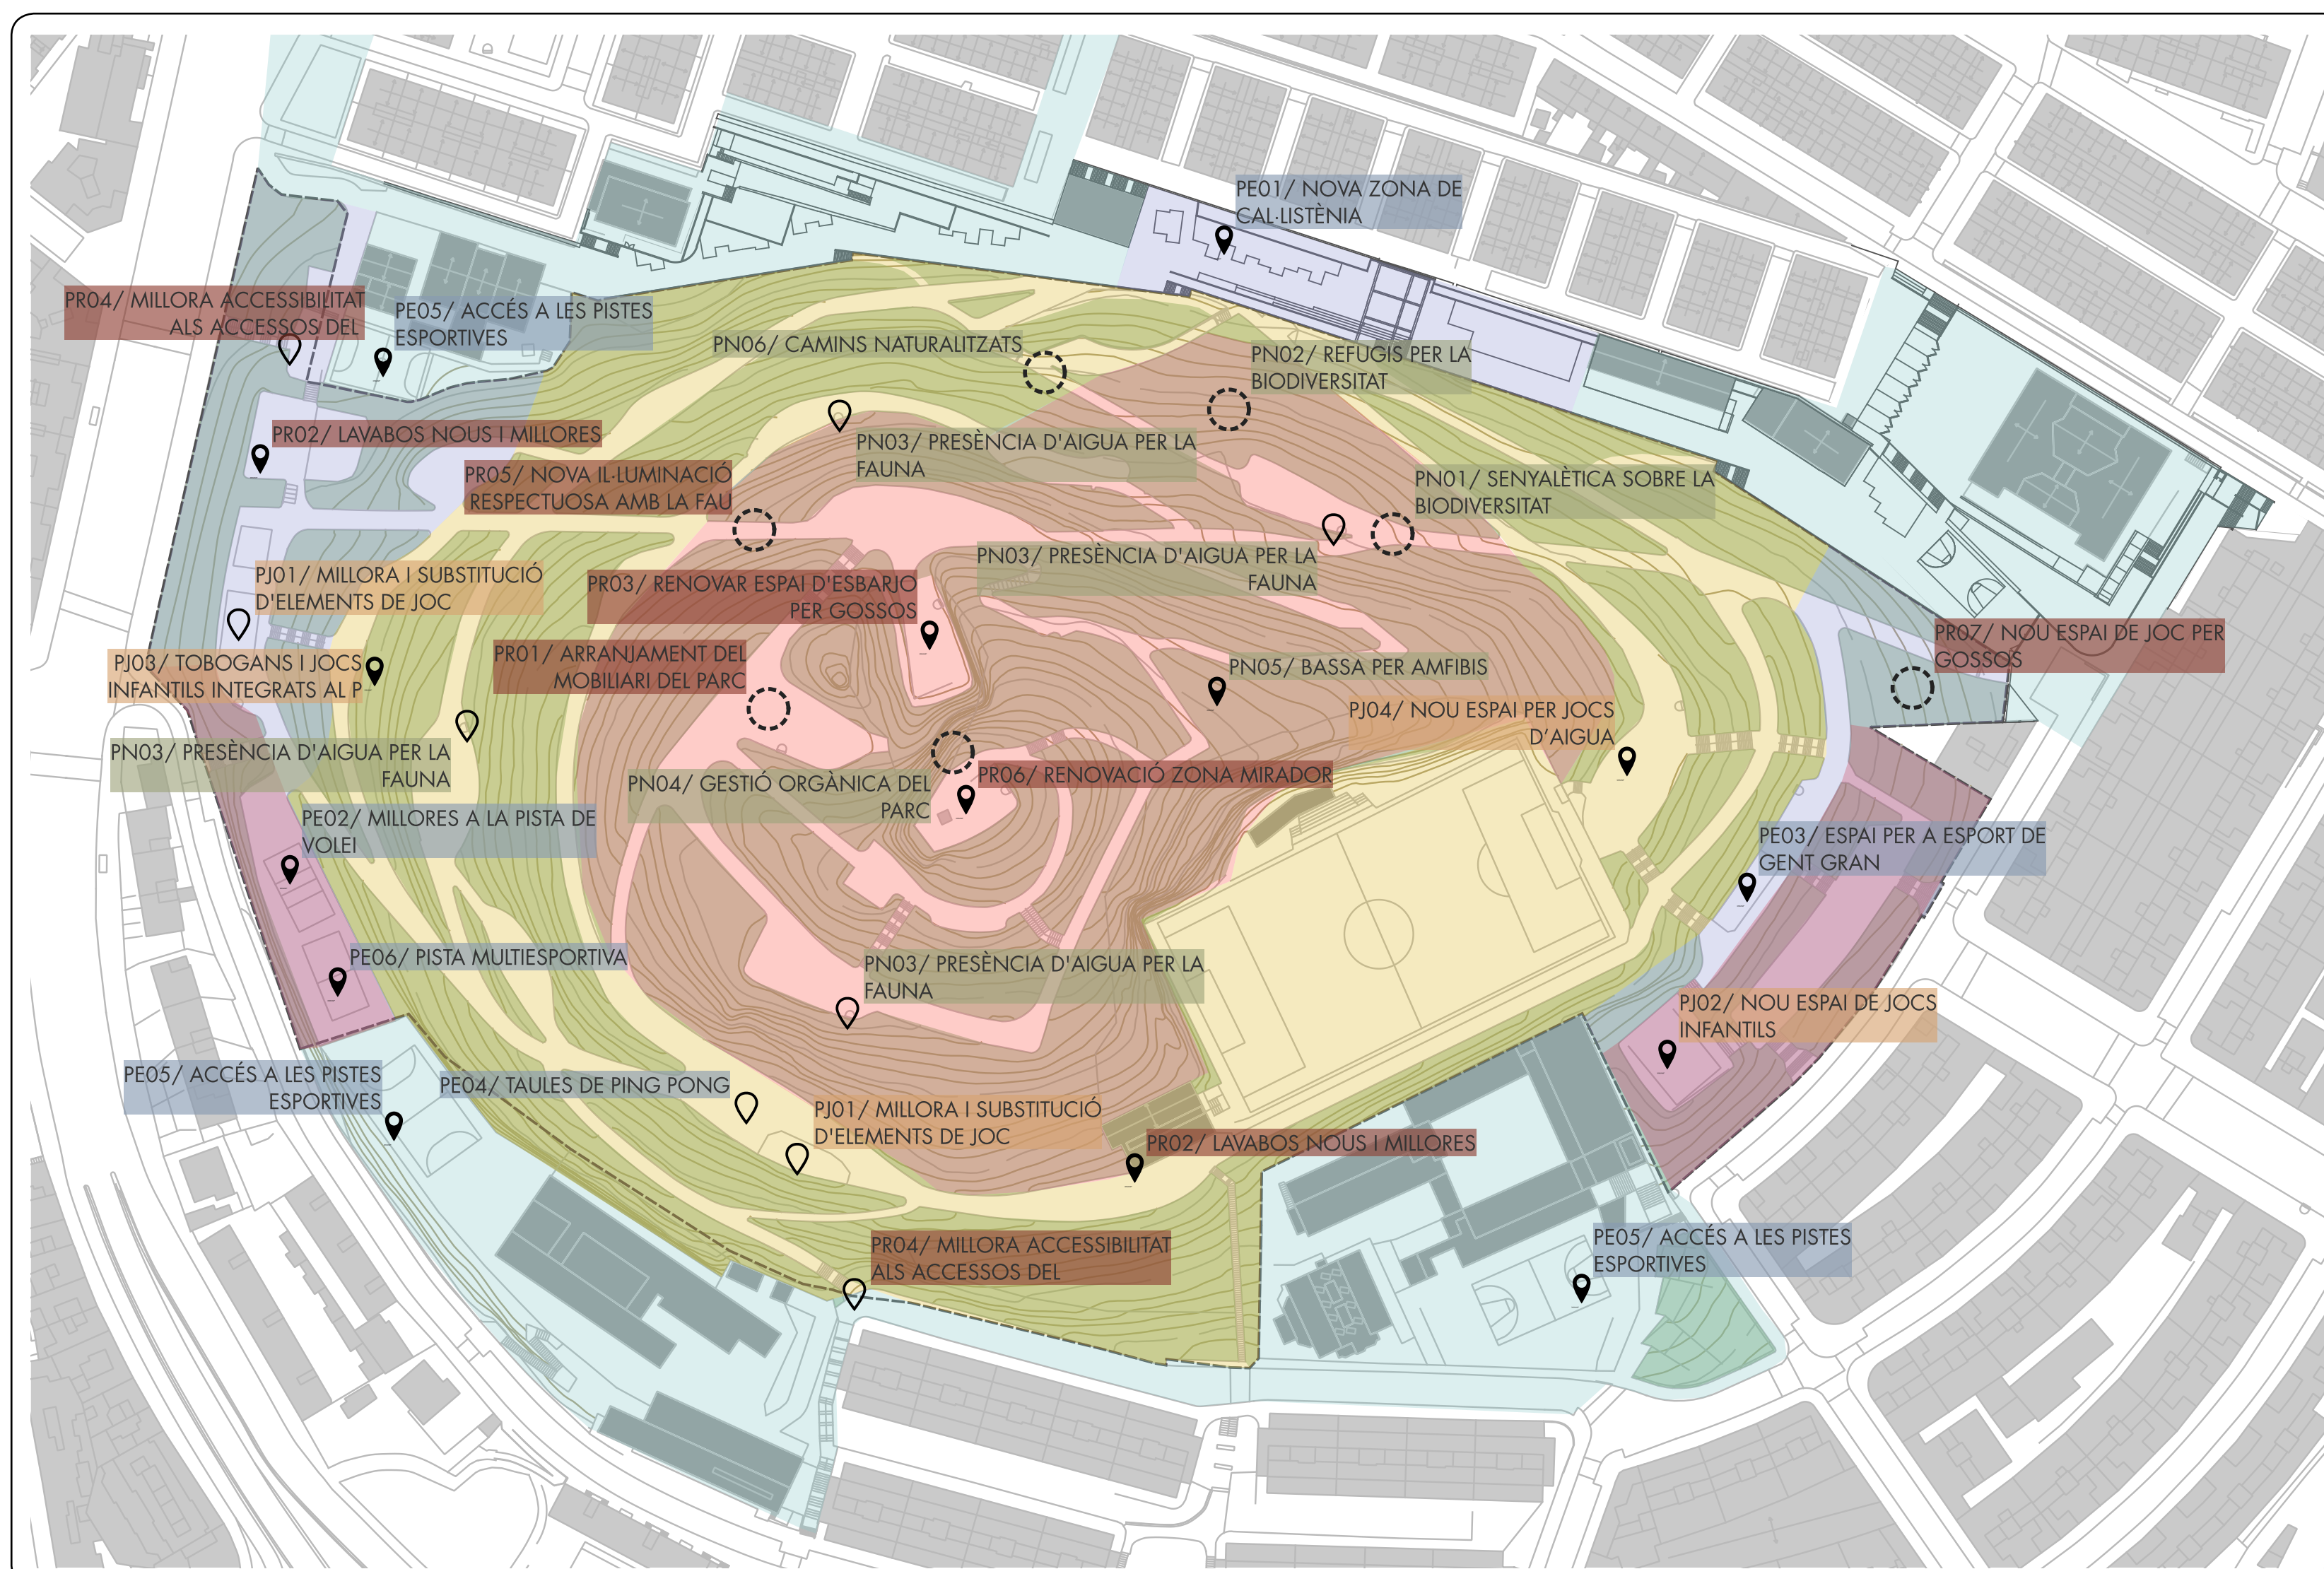 PE01/ NOVA ZONA DE
CAL·LISTÈNIA
PR04/ MILLORA ACCESSIBILITAT
ALS ACCESSOS DEL
PE05/ ACCÉS A LES PISTES
ESPORTIVES
PN06/ CAMINS NATURALITZATS
PN02/ REFUGIS PER LA
BIODIVERSITAT
PR02/ LAVABOS NOUS I MILLORES
PN03/ PRESÈNCIA D'AIGUA PER LA
FAUNA
PR05/ NOVA IL·LUMINACIÓ
RESPECTUOSA AMB LA FAU
PN01/ SENYALÈTICA SOBRE LA
BIODIVERSITAT
PN03/ PRESÈNCIA D'AIGUA PER LA
FAUNA
PJ01/ MILLORA I SUBSTITUCIÓ
D'ELEMENTS DE JOC
PR03/ RENOVAR ESPAI D'ESBARJO
PER GOSSOS
PR07/ NOU ESPAI DE JOC PER
GOSSOS
PJ03/ TOBOGANS I JOCS
INFANTILS INTEGRATS AL P
PR01/ ARRANJAMENT DEL
MOBILIARI DEL PARC
PN05/ BASSA PER AMFIBIS
PJ04/ NOU ESPAI PER JOCS
D’AIGUA
PN03/ PRESÈNCIA D'AIGUA PER LA
FAUNA
PN04/ GESTIÓ ORGÀNICA DEL
PARC
PR06/ RENOVACIÓ ZONA MIRADOR
PE02/ MILLORES A LA PISTA DE
VOLEI
PE03/ ESPAI PER A ESPORT DE
GENT GRAN
PE06/ PISTA MULTIESPORTIVA
PN03/ PRESÈNCIA D'AIGUA PER LA
FAUNA
PJ02/ NOU ESPAI DE JOCS
INFANTILS
PE05/ ACCÉS A LES PISTES
ESPORTIVES
PE04/ TAULES DE PING PONG
PJ01/ MILLORA I SUBSTITUCIÓ
D'ELEMENTS DE JOC
PR02/ LAVABOS NOUS I MILLORES
PR04/ MILLORA ACCESSIBILITAT
ALS ACCESSOS DEL
PE05/ ACCÉS A LES PISTES
ESPORTIVES